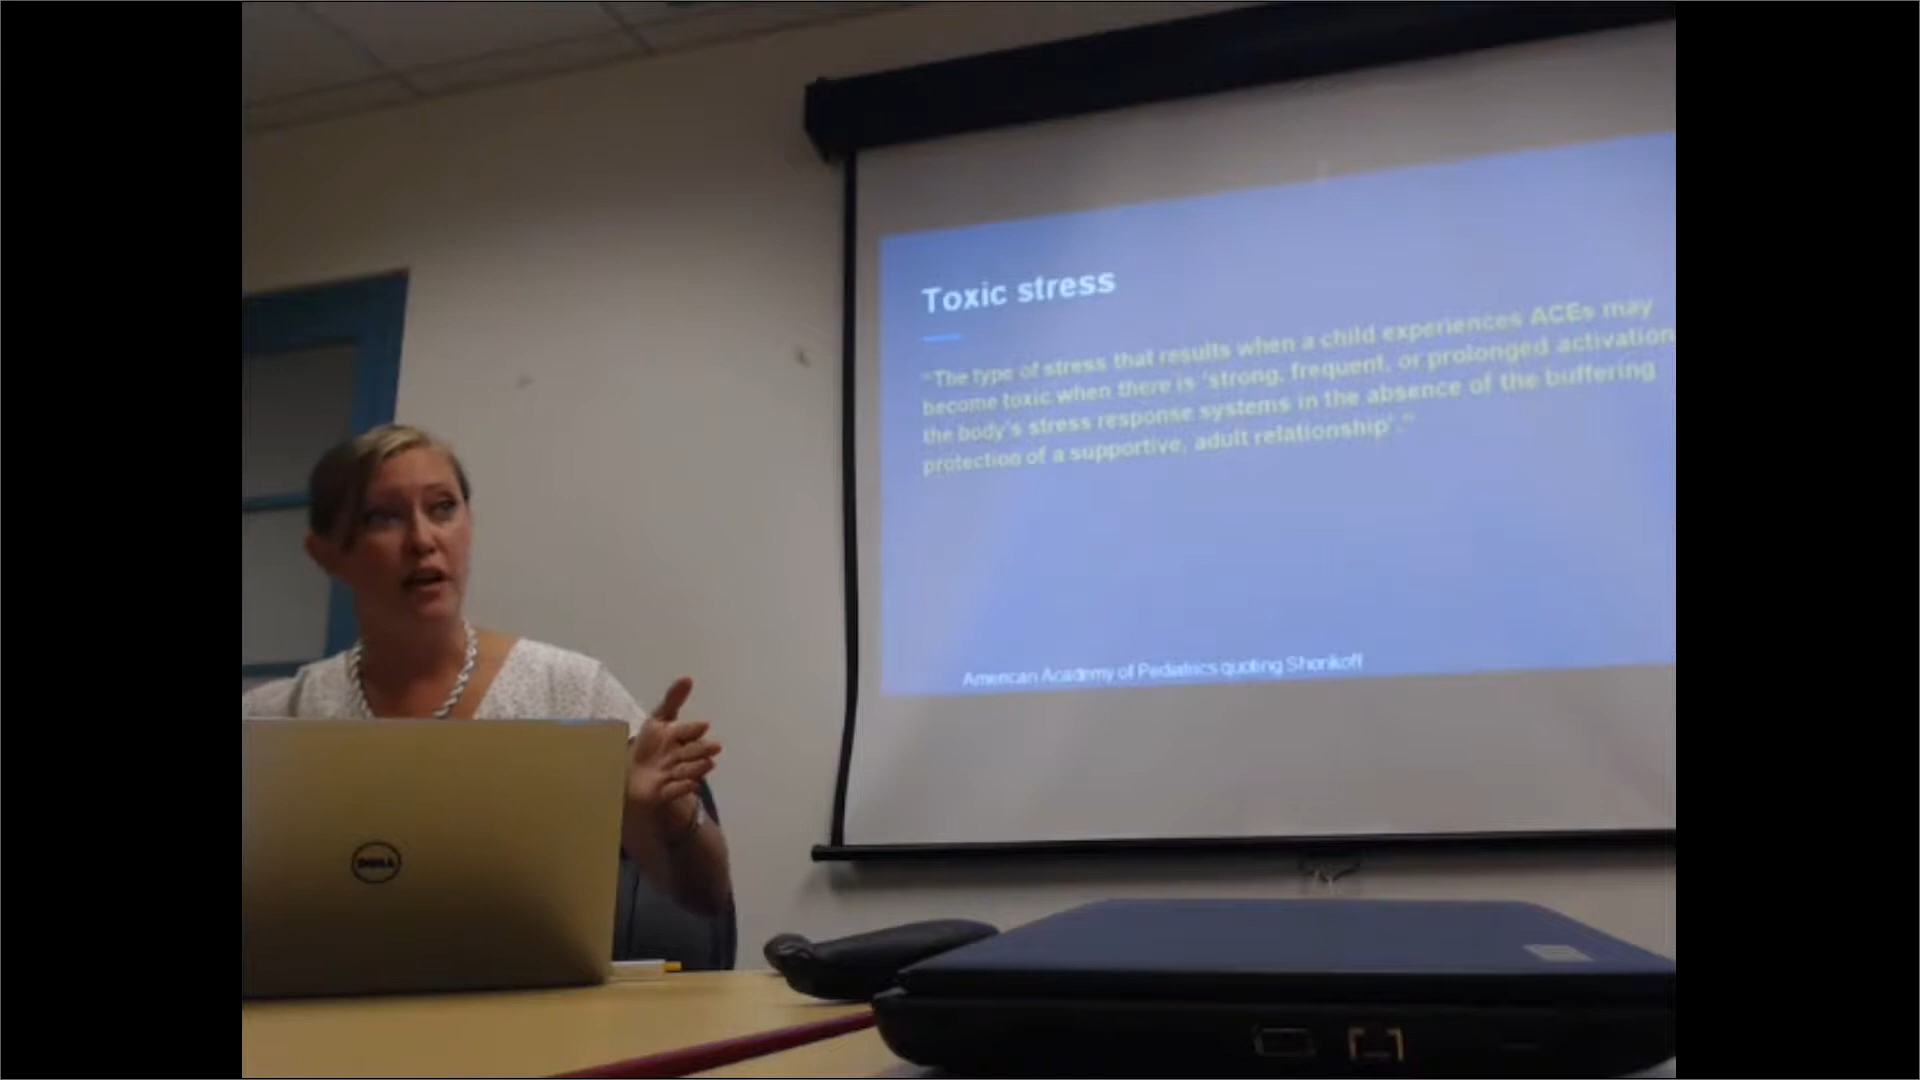 Toxic stress
"The type of stress that results when a child experiences ACEs may
become toxic when there is 'strong, frequent, or prolonged activation
the body's stress response systems in the absence of the buffering
protection of a supportive, adult relationship'."
American Academy of Pediatrics quoting Shonkoff
DELL